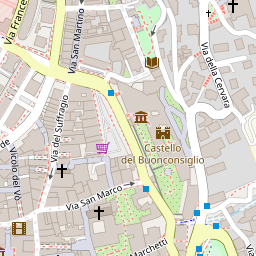 Via France
Via San Martino
Via della Cervara
Via del Suffragio
Castello
del Buonconsiglio
Vicolo del Vò
Via San Marco
Marchetti